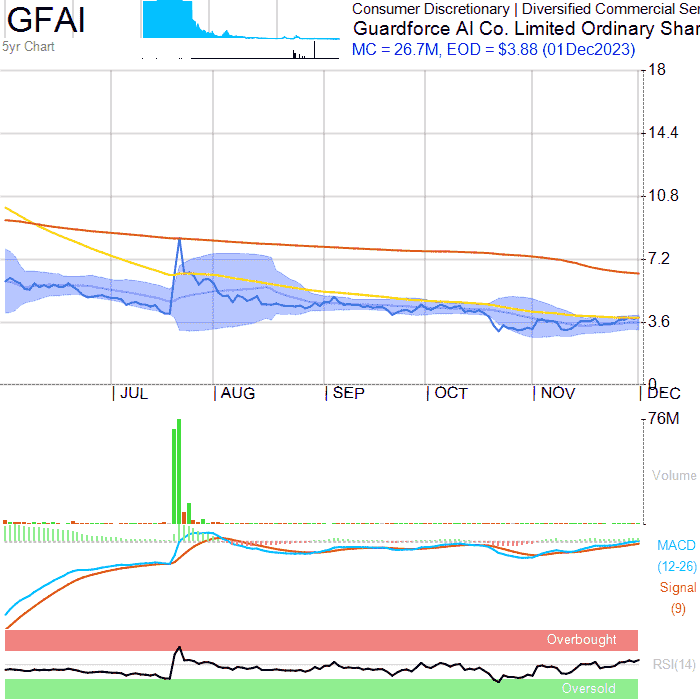 GFAI
5yr Chart
Consumer Discretionary | Diversified Commercial Ser
Guardforce AI Co. Limited Ordinary Shar
MC = 26.7M, EOD = $3.88 (01Dec2023)
18
14.4
10.8
7.2
3.6
0
JUL AUG SEP OCT NOV DEC
76M
Volume
MACD
(12-26)
Signal
(9)
Overbought
RSI(14)
Oversold